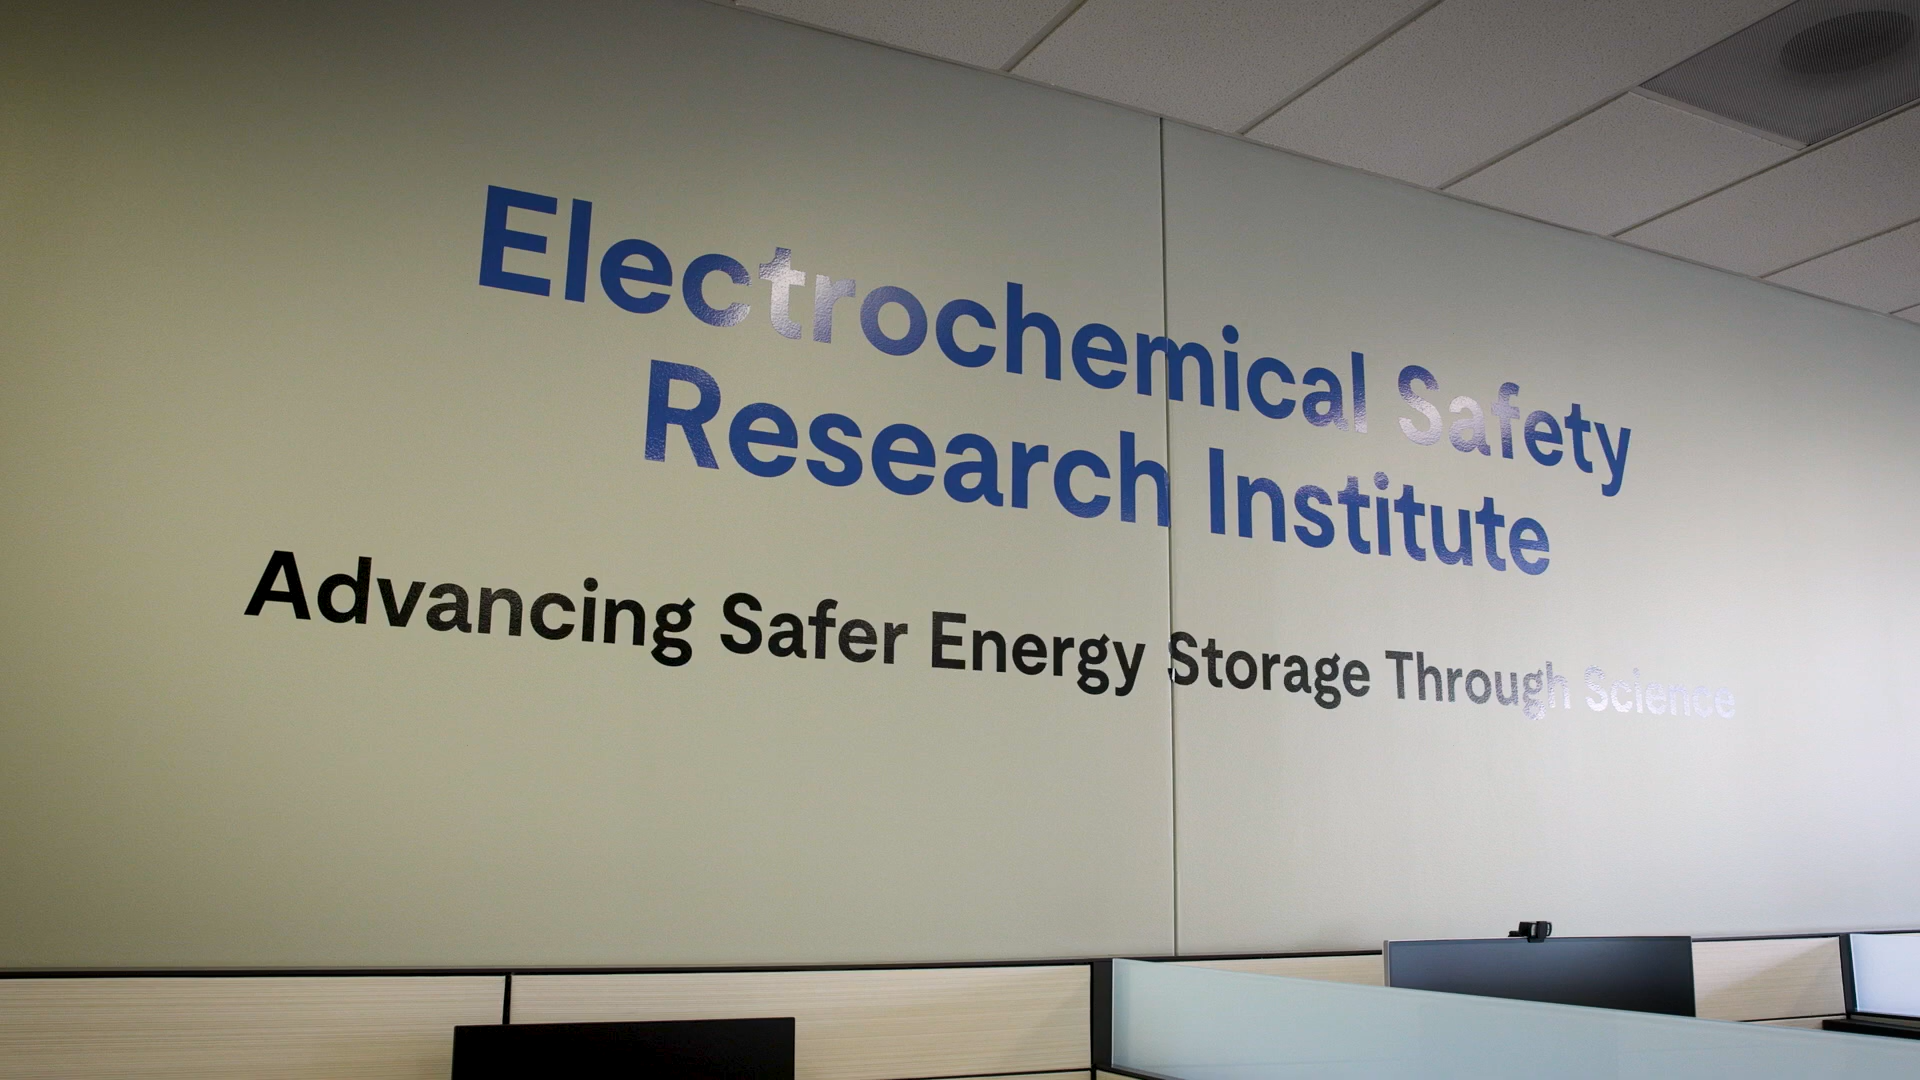 Electrochemical Safety
Research Institute
Advancing Safer Energy Storage Through Science